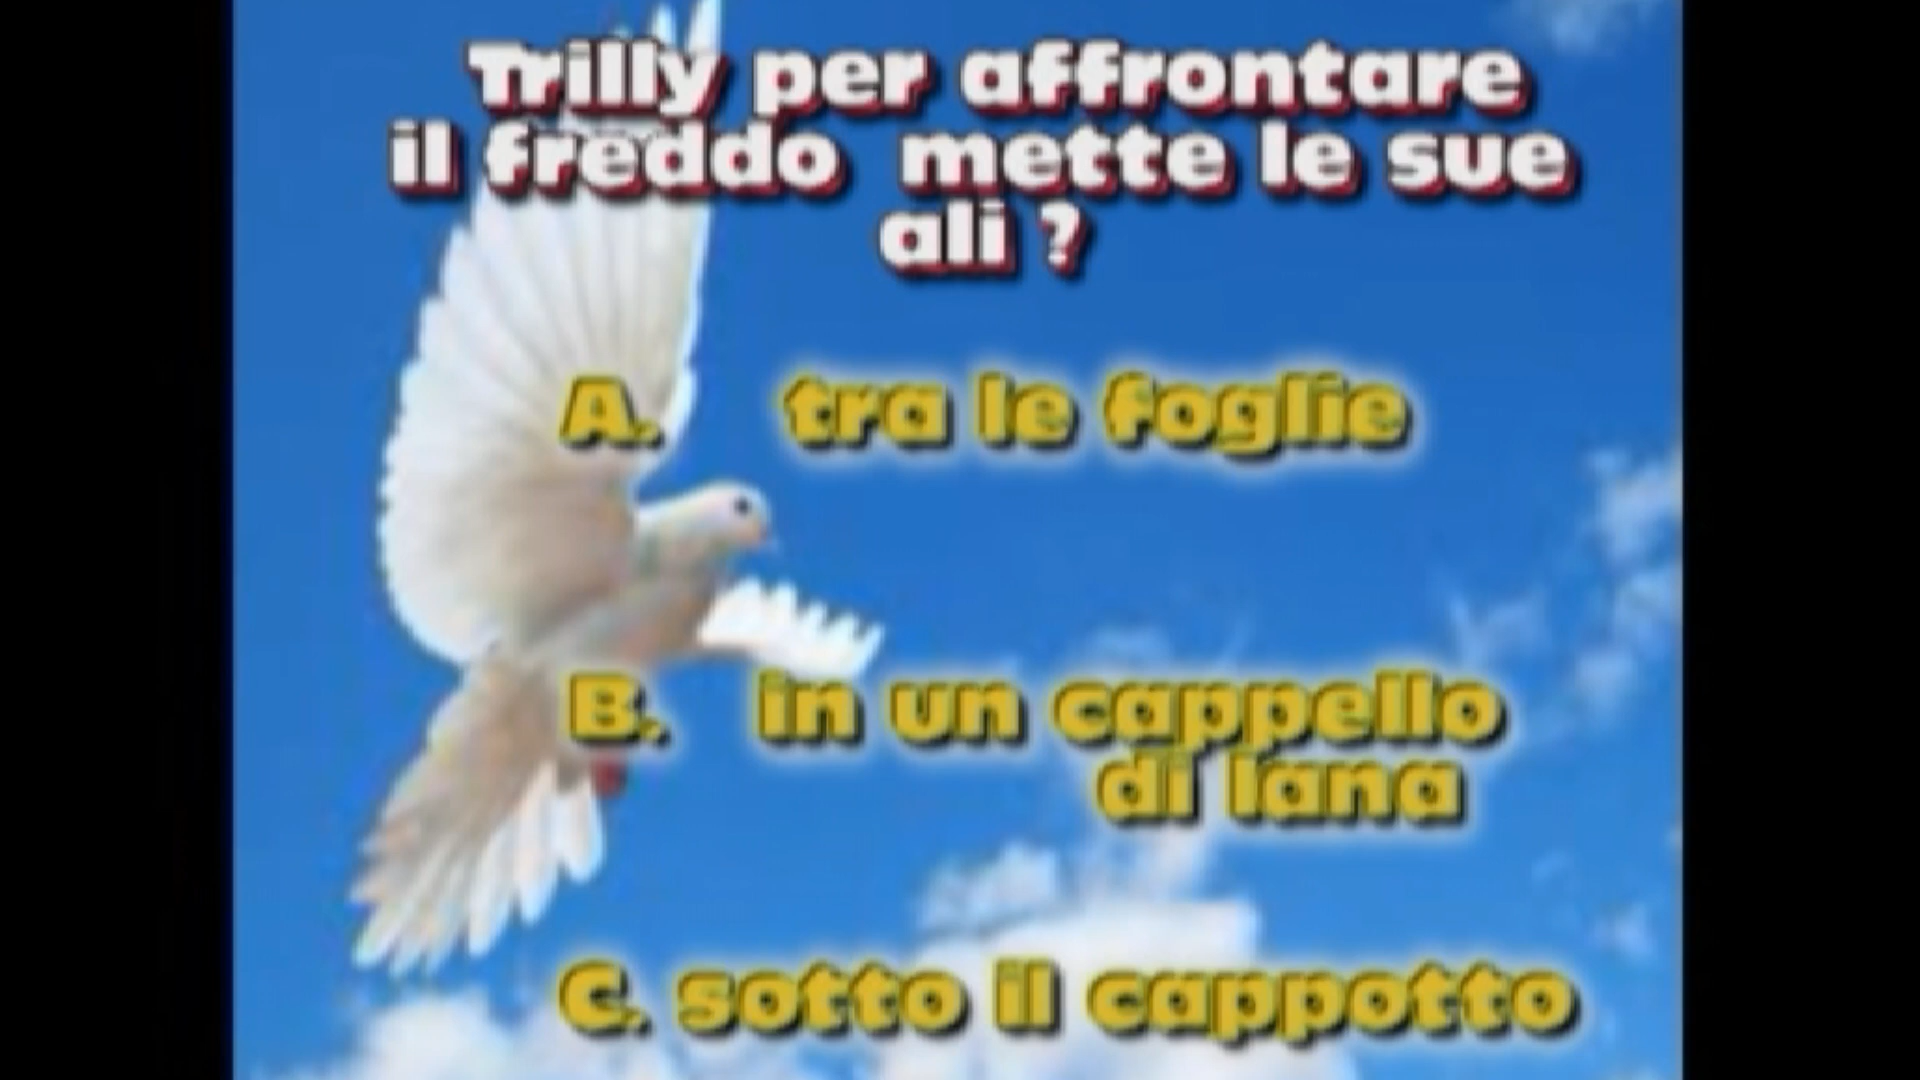 Trilly per affrontare
il freddo mette le sue
ali ?
A. tra le foglie
B. in un cappello
di lana
C. sotto il cappotto